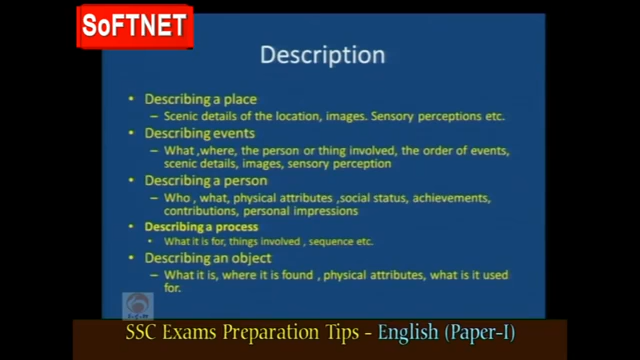 SoFTNET
Description
• Describing a place
– Scenic details of the location, images. Sensory perceptions etc.
• Describing events
– What ,where, the person or thing involved, the order of events,
scenic details, images, sensory perception
• Describing a person
– Who , what, physical attributes ,social status, achievements,
contributions, personal impressions
• Describing a process
• What it is for, things involved , sequence etc.
• Describing an object
– What it is, where it is found , physical attributes, what is it used
for.
SSC Exams Preparation Tips - English (Paper-I)